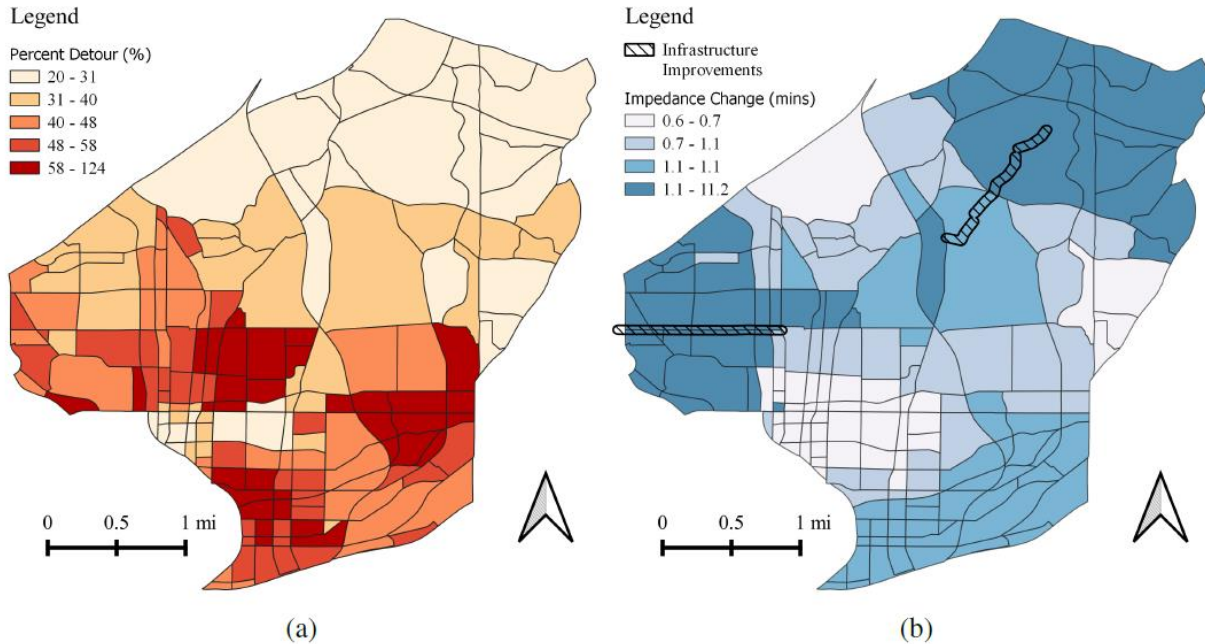 Legend
Percent Detour (%)
20 - 31
31 - 40
40 - 48
48 - 58
58 - 124
0 0.5 1 mi
(a)
Legend
Infrastructure
Improvements
Impedance Change (mins)
0.6 - 0.7
0.7 - 1.1
1.1 - 1.1
1.1 - 11.2
0 0.5 1 mi
(b)